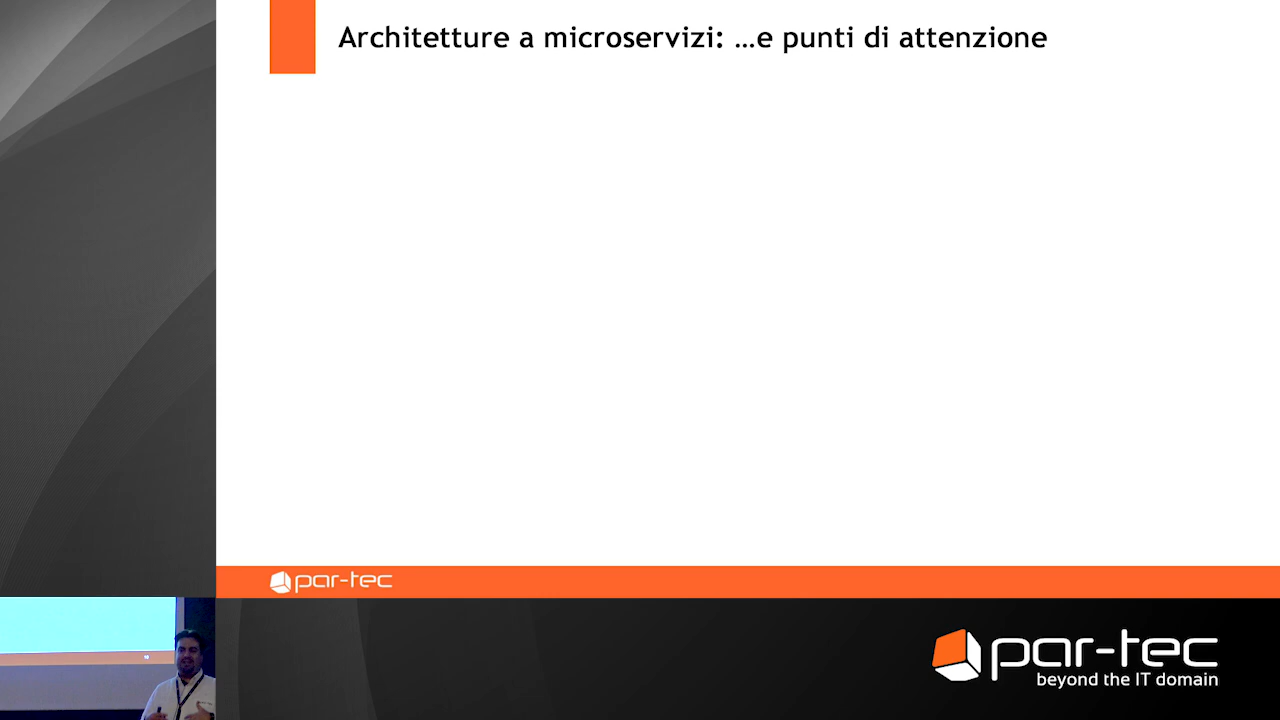 Architetture a microservizi: …e punti di attenzione
par-tec
par-tec
beyond the IT domain